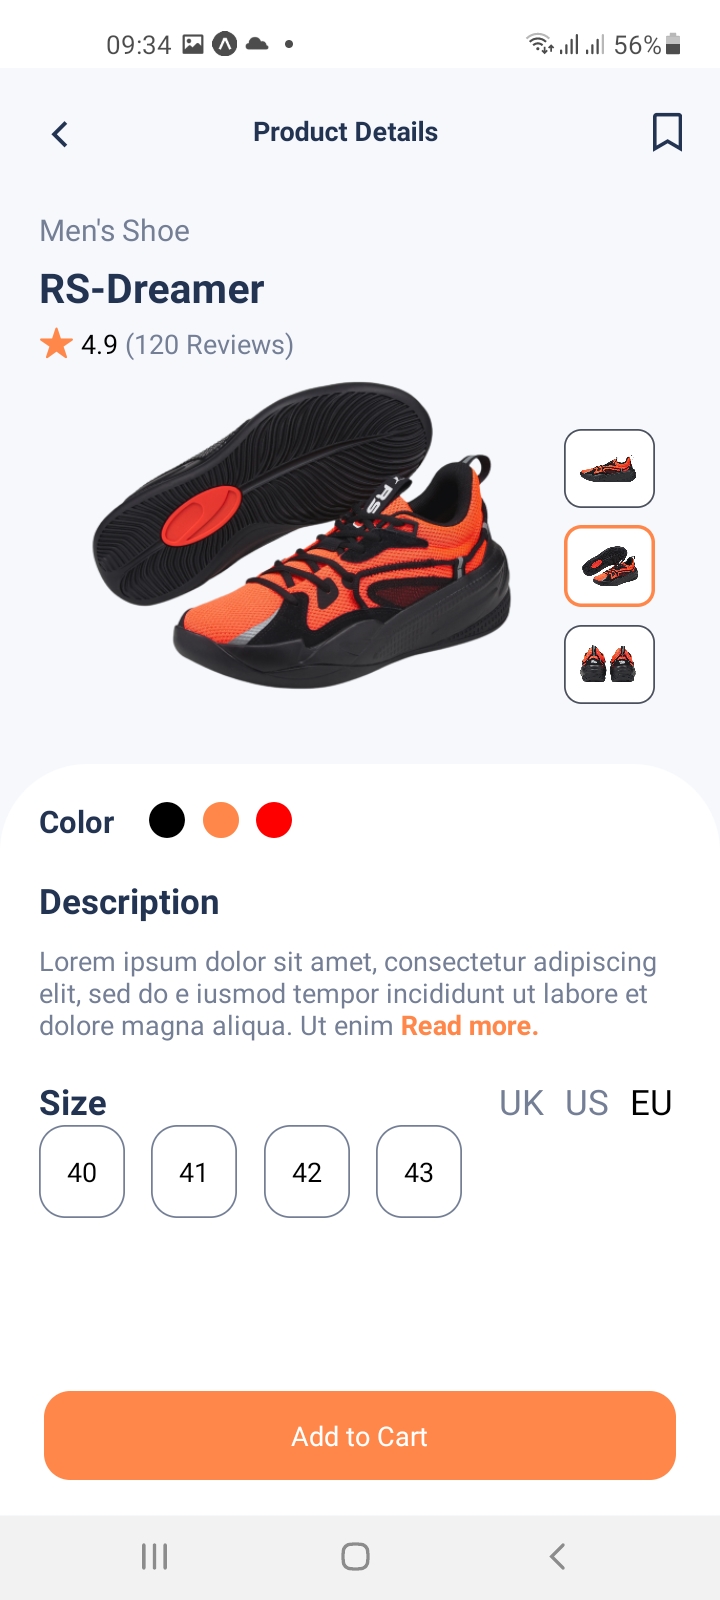 09:34
56%
Product Details
Men's Shoe
RS-Dreamer
4.9 (120 Reviews)
RS
Color
Description
Lorem ipsum dolor sit amet, consectetur adipiscing
elit, sed do e iusmod tempor incididunt ut labore et
dolore magna aliqua. Ut enim Read more.
Size
UK US EU
40 41 42 43
Add to Cart